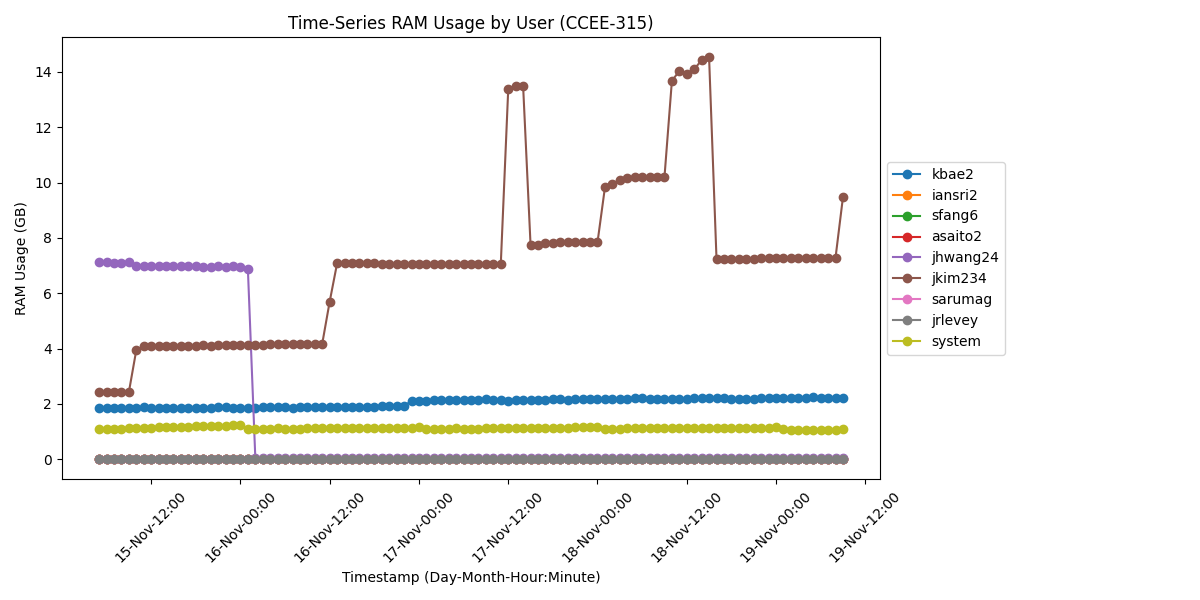 Time-Series RAM Usage by User (CCEE-315)
RAM Usage (GB)
14
12
10
8
6
4
2
0
15-Nov-12:00
16-Nov-00:00
16-Nov-12:00
17-Nov-00:00
17-Nov-12:00
18-Nov-00:00
18-Nov-12:00
19-Nov-00:00
19-Nov-12:00
Timestamp (Day-Month-Hour:Minute)
kbae2
iansri2
sfang6
asaito2
jhwang24
jkim234
sarumag
jrlevey
system